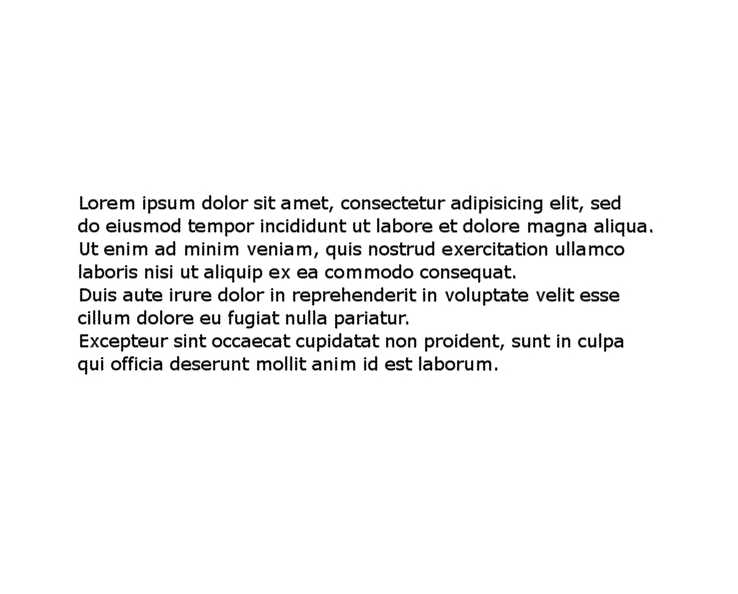 Lorem ipsum dolor sit amet, consectetur adipisicing elit, sed
do eiusmod tempor incididunt ut labore et dolore magna aliqua.
Ut enim ad minim veniam, quis nostrud exercitation ullamco
laboris nisi ut aliquip ex ea commodo consequat.
Duis aute irure dolor in reprehenderit in voluptate velit esse
cillum dolore eu fugiat nulla pariatur.
Excepteur sint occaecat cupidatat non proident, sunt in culpa
qui officia deserunt mollit anim id est laborum.